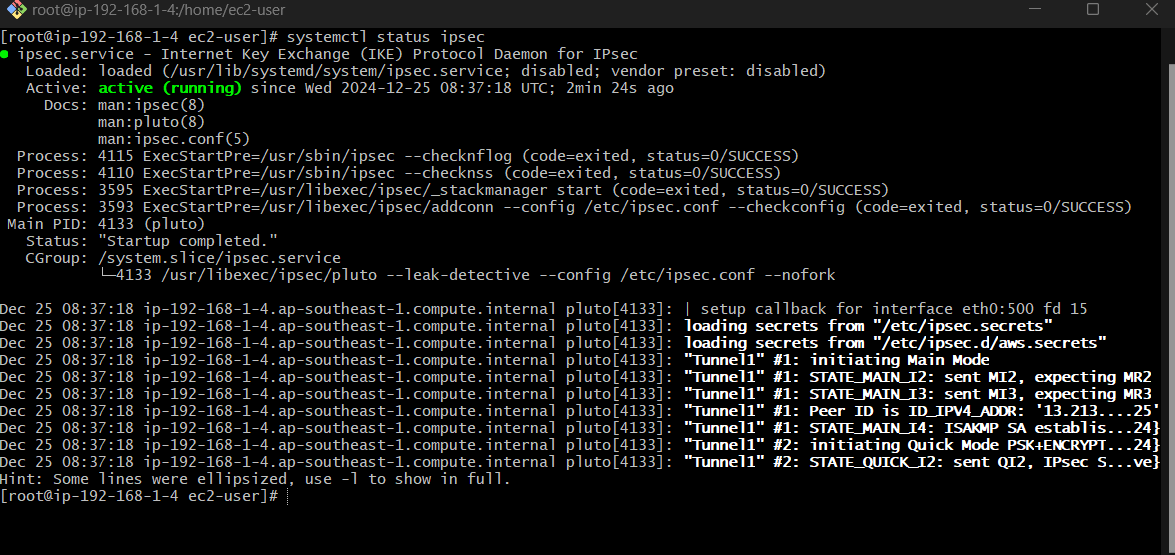 root@ip-192-168-1-4:/home/ec2-user
[root@ip-192-168-1-4 ec2-user]# systemctl status ipsec
● ipsec.service - Internet Key Exchange (IKE) Protocol Daemon for IPsec
   Loaded: loaded (/usr/lib/systemd/system/ipsec.service; disabled; vendor preset: disabled)
   Active: active (running) since Wed 2024-12-25 08:37:18 UTC; 2min 24s ago
     Docs: man:ipsec(8)
           man:pluto(8)
           man:ipsec.conf(5)
  Process: 4115 ExecStartPre=/usr/sbin/ipsec --checknflog (code=exited, status=0/SUCCESS)
  Process: 4110 ExecStartPre=/usr/sbin/ipsec --checknss (code=exited, status=0/SUCCESS)
  Process: 3595 ExecStartPre=/usr/libexec/ipsec/_stackmanager start (code=exited, status=0/SUCCESS)
  Process: 3593 ExecStartPre=/usr/libexec/ipsec/addconn --config /etc/ipsec.conf --checkconfig (code=exited, status=0/SUCCESS)
 Main PID: 4133 (pluto)
   Status: "Startup completed."
   CGroup: /system.slice/ipsec.service
           └─4133 /usr/libexec/ipsec/pluto --leak-detective --config /etc/ipsec.conf --nofork
Dec 25 08:37:18 ip-192-168-1-4.ap-southeast-1.compute.internal pluto[4133]: | setup callback for interface eth0:500 fd 15
Dec 25 08:37:18 ip-192-168-1-4.ap-southeast-1.compute.internal pluto[4133]: loading secrets from "/etc/ipsec.secrets"
Dec 25 08:37:18 ip-192-168-1-4.ap-southeast-1.compute.internal pluto[4133]: loading secrets from "/etc/ipsec.d/aws.secrets"
Dec 25 08:37:18 ip-192-168-1-4.ap-southeast-1.compute.internal pluto[4133]: "Tunnel1" #1: initiating Main Mode
Dec 25 08:37:18 ip-192-168-1-4.ap-southeast-1.compute.internal pluto[4133]: "Tunnel1" #1: STATE_MAIN_I2: sent MI2, expecting MR2
Dec 25 08:37:18 ip-192-168-1-4.ap-southeast-1.compute.internal pluto[4133]: "Tunnel1" #1: STATE_MAIN_I3: sent MI3, expecting MR3
Dec 25 08:37:18 ip-192-168-1-4.ap-southeast-1.compute.internal pluto[4133]: "Tunnel1" #1: Peer ID is ID_IPV4_ADDR: '13.213....25'
Dec 25 08:37:18 ip-192-168-1-4.ap-southeast-1.compute.internal pluto[4133]: "Tunnel1" #1: STATE_MAIN_I4: ISAKMP SA establis...24}
Dec 25 08:37:18 ip-192-168-1-4.ap-southeast-1.compute.internal pluto[4133]: "Tunnel1" #2: initiating Quick Mode PSK+ENCRYPT...24}
Dec 25 08:37:18 ip-192-168-1-4.ap-southeast-1.compute.internal pluto[4133]: "Tunnel1" #2: STATE_QUICK_I2: sent QI2, IPsec S...ve}
Hint: Some lines were ellipsized, use -l to show in full.
[root@ip-192-168-1-4 ec2-user]#